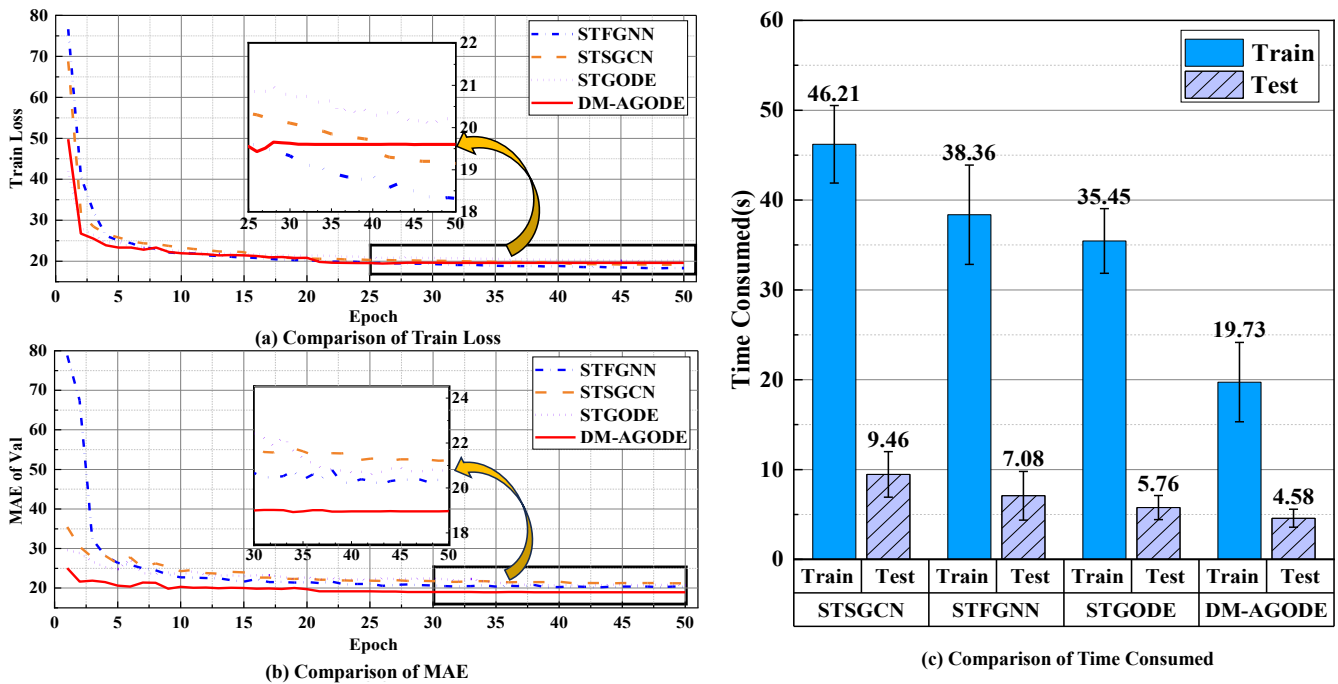 80
70
60
50
40
30
20
Train Loss
STFGNN
STSGCN
STGODE
DM-AGODE
22
21
20
19
18
25 30 35 40 45 50
0 5 10 15 20 25 30 35 40 45 50
Epoch
(a) Comparison of Train Loss
80
70
60
50
40
30
20
MAE of Val
STFGNN
STSGCN
STGODE
DM-AGODE
24
22
21
20
18
30 35 40 45 50
0 5 10 15 20 25 30 35 40 45 50
Epoch
(b) Comparison of MAE
60
50
40
30
20
10
0
Time Consumed(s)
Train
Test
46.21
9.46
38.36
7.08
35.45
5.76
19.73
4.58
Train Test Train Test Train Test Train Test
STSGCN STFGNN STGODE DM-AGODE
(c) Comparison of Time Consumed